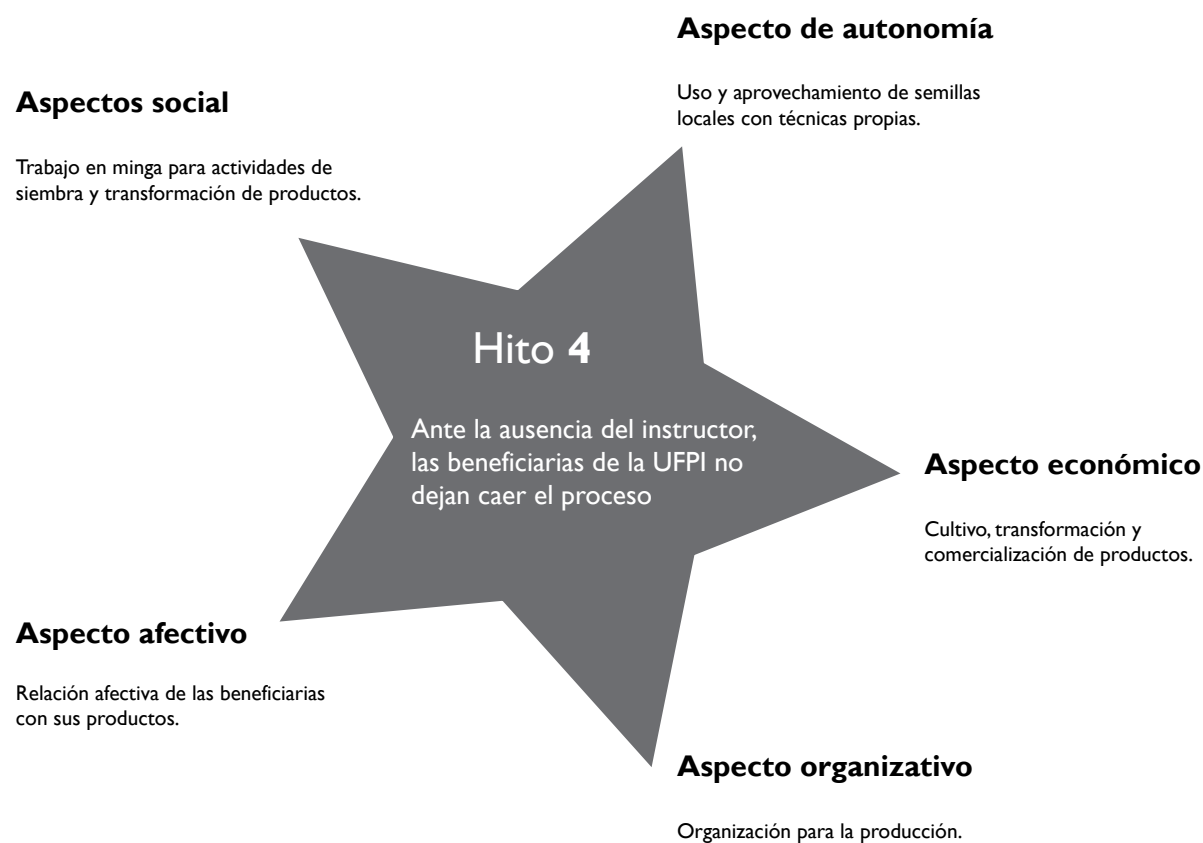 Aspecto de autonomía
Uso y aprovechamiento de semillas
locales con técnicas propias.
Aspectos social
Trabajo en minga para actividades de
siembra y transformación de productos.
Hito 4
Ante la ausencia del instructor,
las beneficiarias de la UFPI no
dejan caer el proceso
Aspecto económico
Cultivo, transformación y
comercialización de productos.
Aspecto afectivo
Relación afectiva de las beneficiarias
con sus productos.
Aspecto organizativo
Organización para la producción.